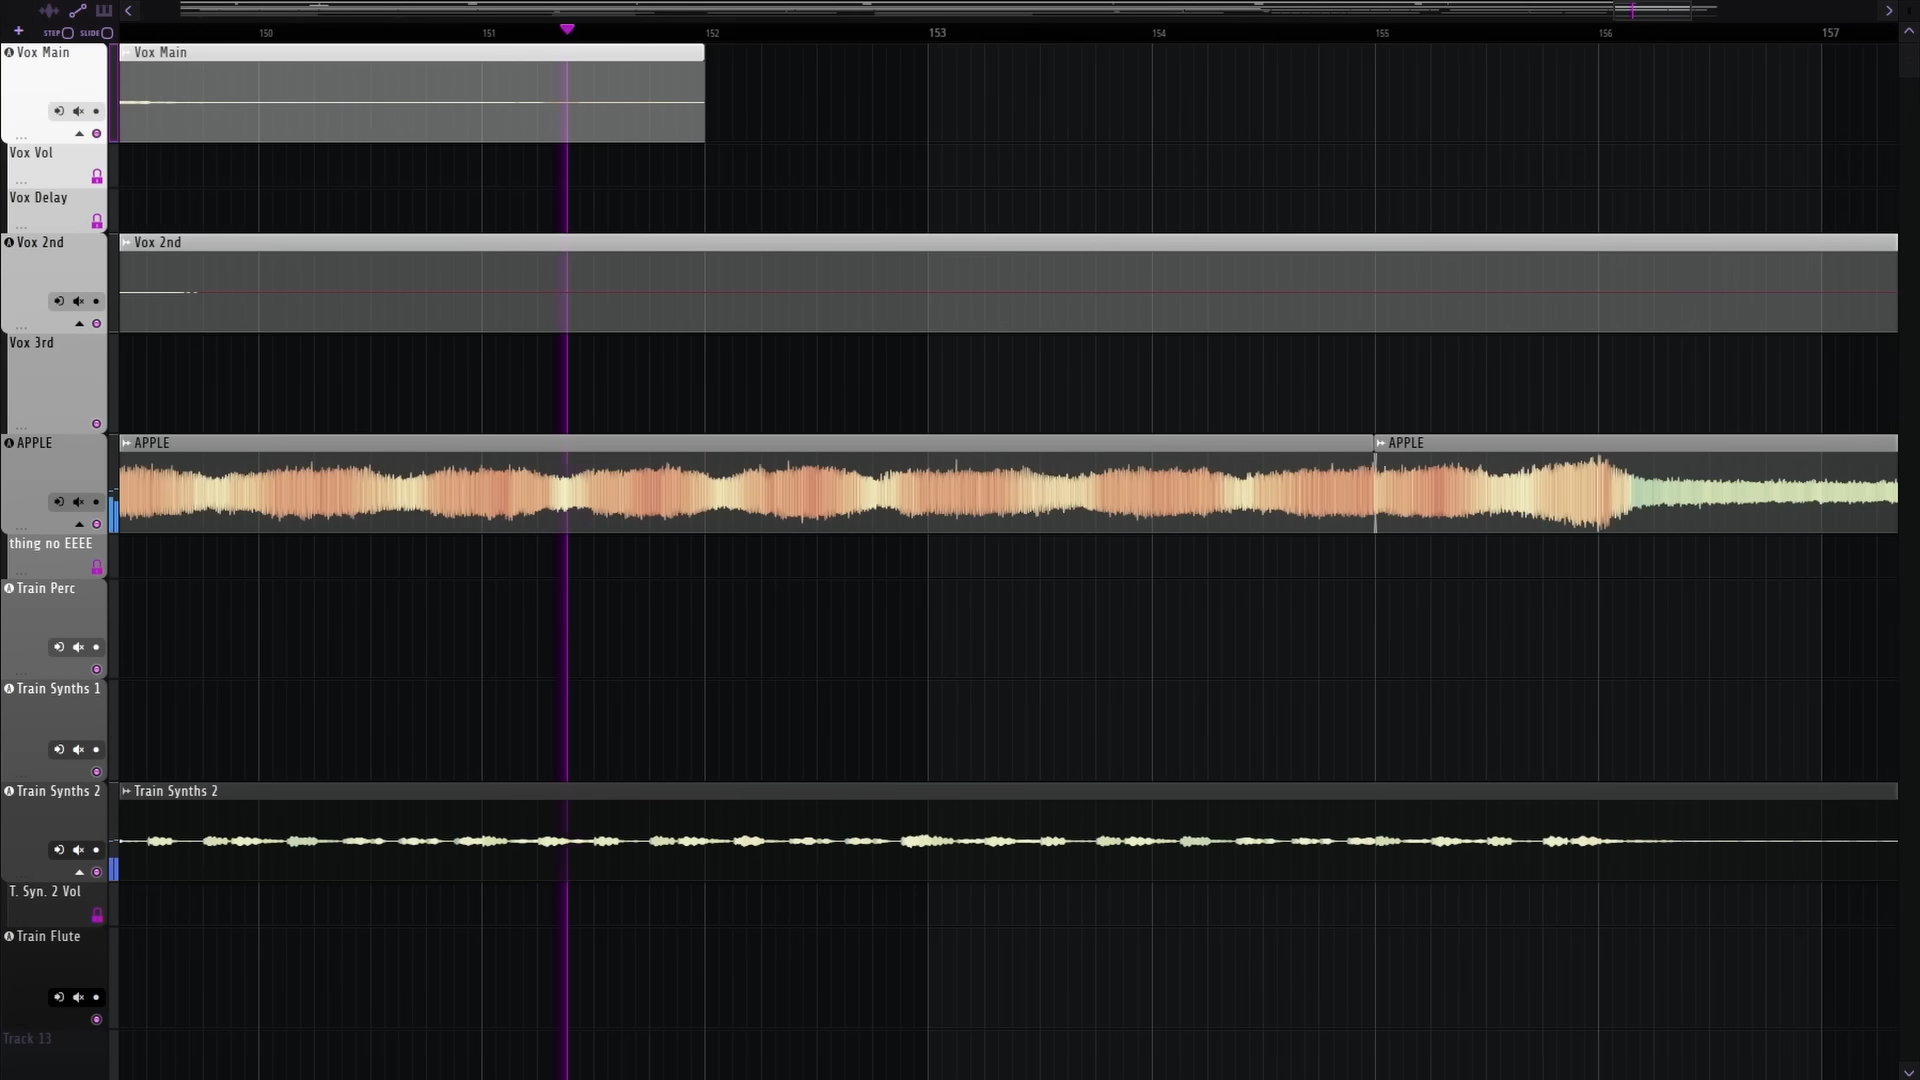 STEP SLIDE
150 151 152 153 154 155 156 157
Vox Main
Vox Main
...
Vox Vol
...
Vox Delay
...
Vox 2nd
Vox 2nd
...
Vox 3rd
...
APPLE
APPLE
APPLE
...
thing no EEEE
...
Train Perc
...
Train Synths 1
...
Train Synths 2
Train Synths 2
...
T. Syn. 2 Vol
Train Flute
Track 13